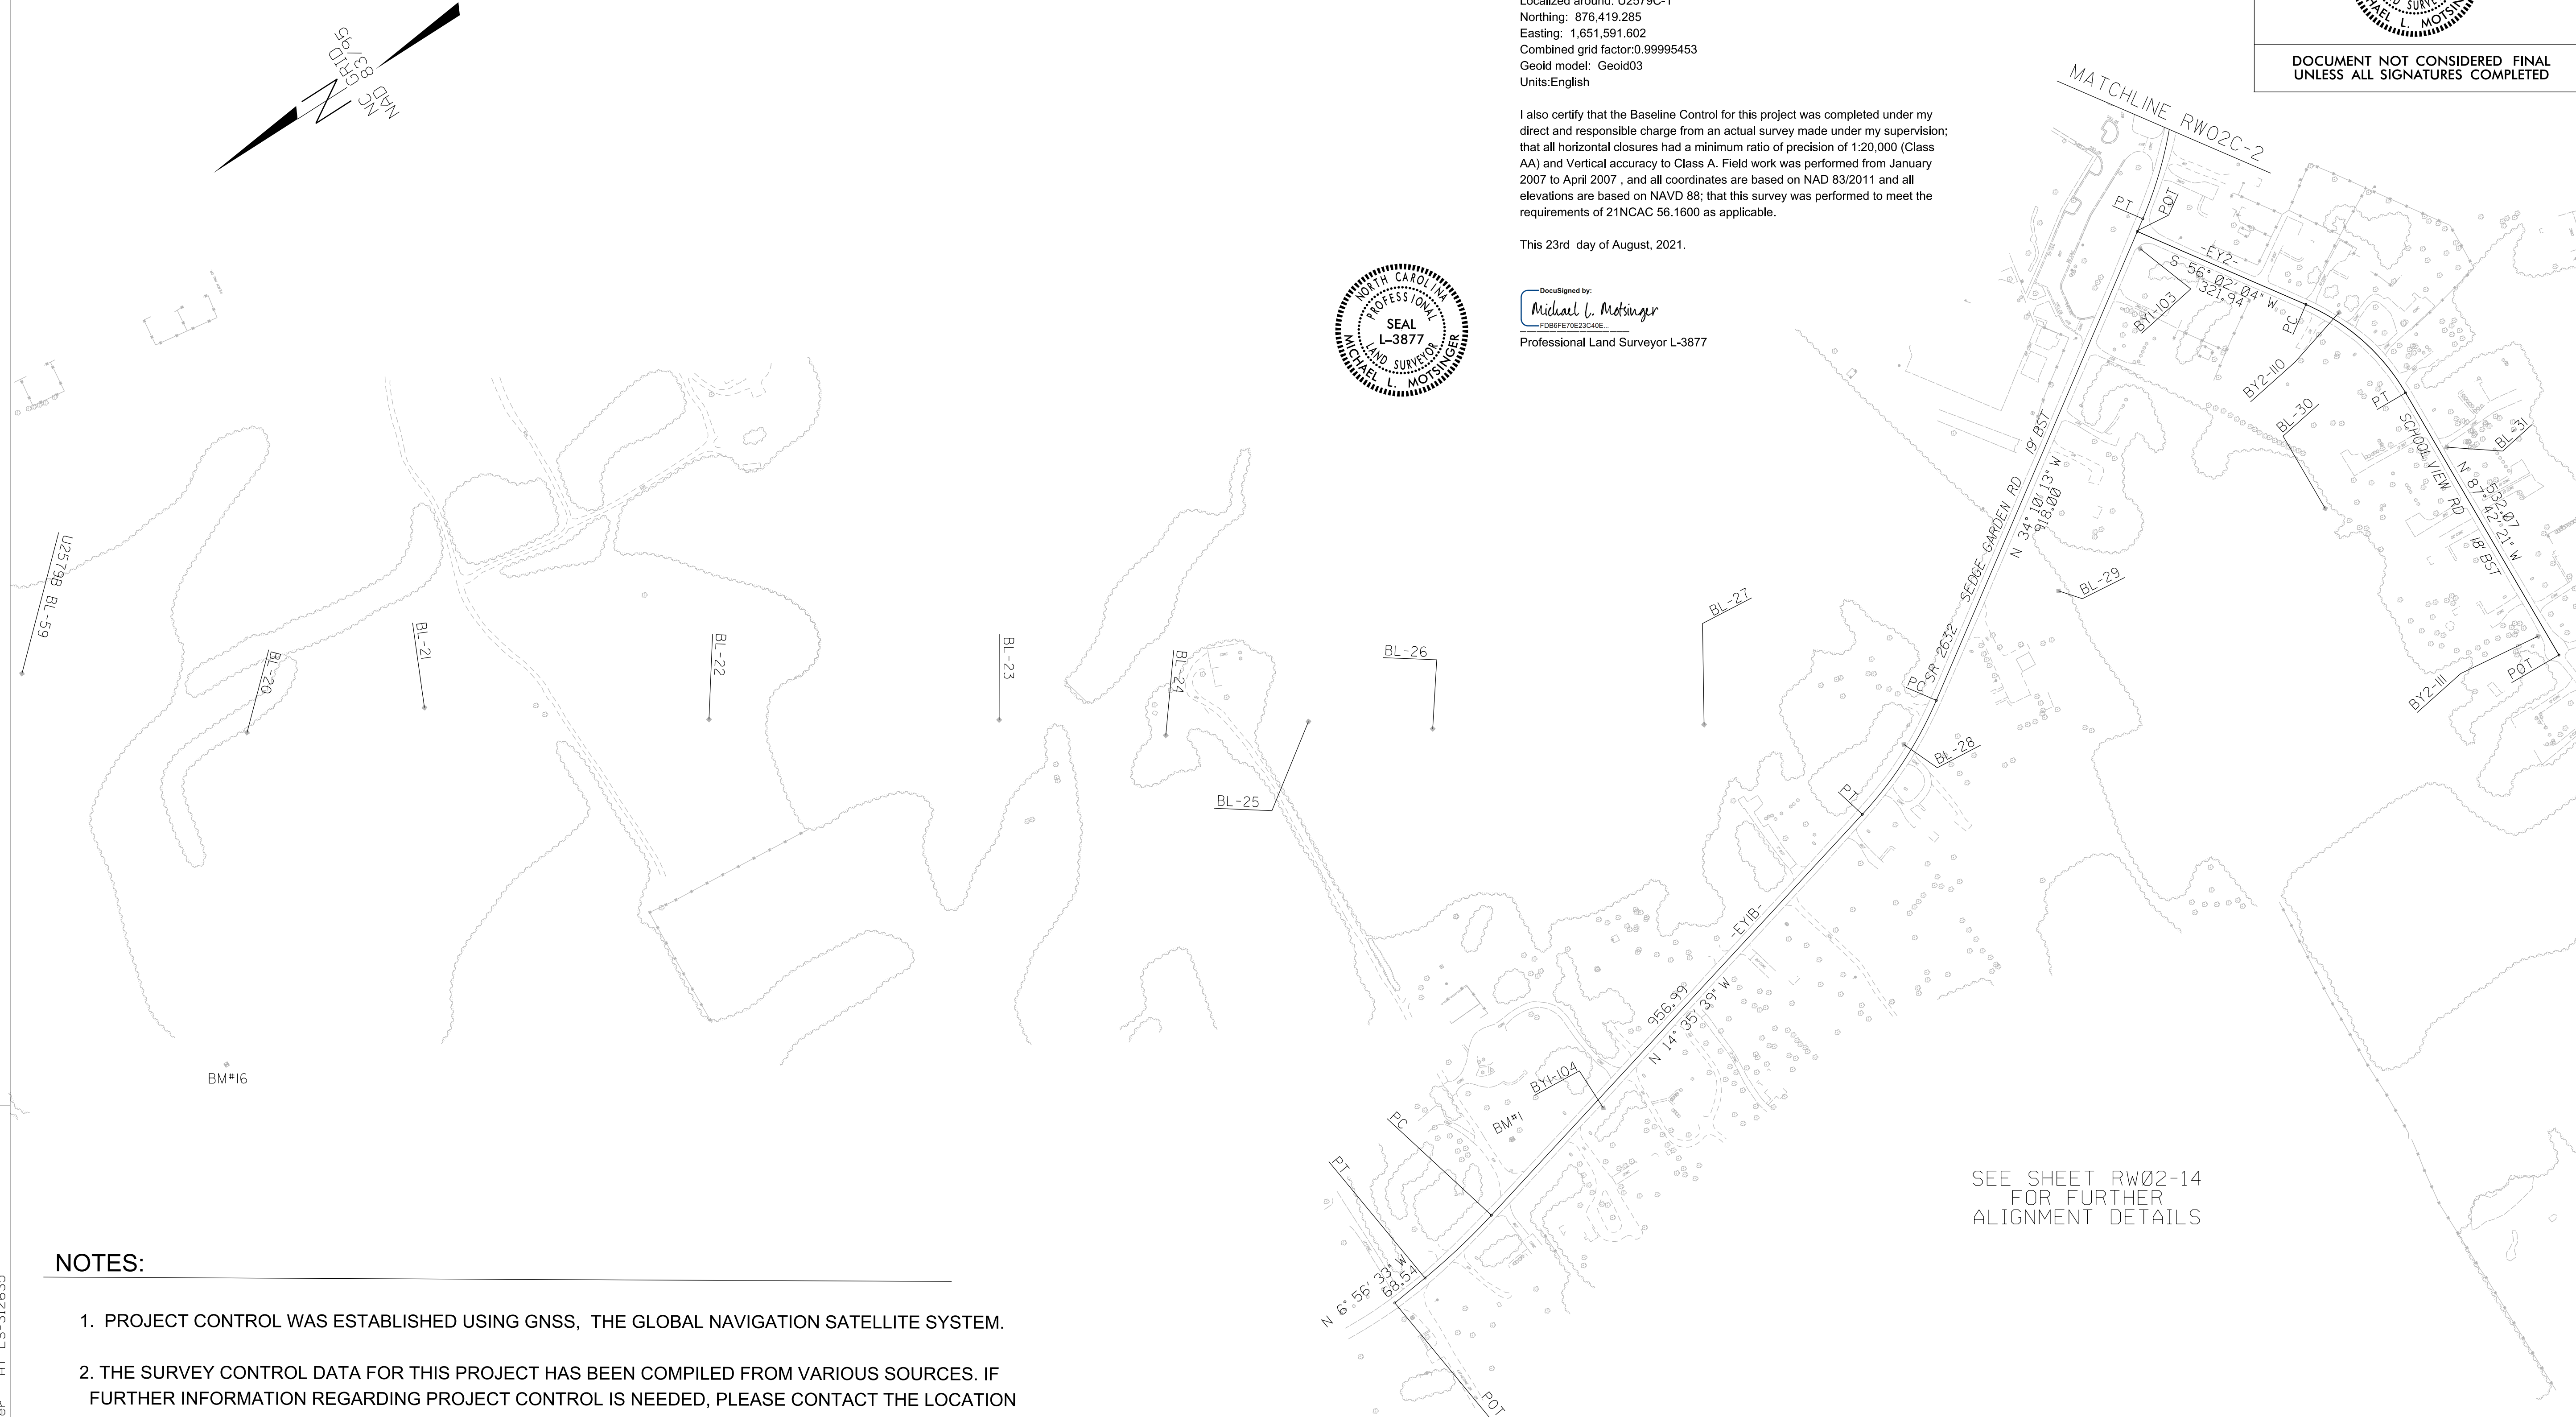 NC GRID
NAD 83/95
N
Localized around: U2579C-1
Northing: 876,419.285
Easting: 1,651,591.602
Combined grid factor:0.99995453
Geoid model: Geoid03
Units:English
I also certify that the Baseline Control for this project was completed under my
direct and responsible charge from an actual survey made under my supervision;
that all horizontal closures had a minimum ratio of precision of 1:20,000 (Class
AA) and Vertical accuracy to Class A. Field work was performed from January
2007 to April 2007 , and all coordinates are based on NAD 83/2011 and all
elevations are based on NAVD 88; that this survey was performed to meet the
requirements of 21NCAC 56.1600 as applicable.
This 23rd day of August, 2021.
DocuSigned by:
Michael L. Motsinger
FDB6FE70E23C40E...
Professional Land Surveyor L-3877
NORTH CAROLINA
PROFESSIONAL
SEAL
L-3877
LAND SURVEYOR
MICHAEL L. MOTSINGER
MICHAEL L. MOTSINGER
DOCUMENT NOT CONSIDERED FINAL
UNLESS ALL SIGNATURES COMPLETED
MATCHLINE RW02C-2
PT
POT
-EY2-
S 56° 02' 04" W
321.94
BY1-103
PC
BY2-110
PT
BL-30
BL-31
SCHOOL VIEW RD
N 87° 42' 21" W
532.07
18' BST
BY2-111
POT
19' BST
SEDGE GARDEN RD
N 34° 10' 13" W
918.00
SR 2632
BL-29
PC
BL-28
PT
BL-27
BL-26
BL-25
BL-24
BL-23
BL-22
BL-21
BL-20
U2579B BL-59
-EY1B-
956.99
N 14° 35' 39" W
BY1-104
BM#1
PC
PT
N 6° 56' 33" W
68.54
POT
BM#16
SEE SHEET RW02-14
FOR FURTHER
ALIGNMENT DETAILS
NOTES:
1. PROJECT CONTROL WAS ESTABLISHED USING GNSS, THE GLOBAL NAVIGATION SATELLITE SYSTEM.
2. THE SURVEY CONTROL DATA FOR THIS PROJECT HAS BEEN COMPILED FROM VARIOUS SOURCES. IF
FURTHER INFORMATION REGARDING PROJECT CONTROL IS NEEDED, PLEASE CONTACT THE LOCATION